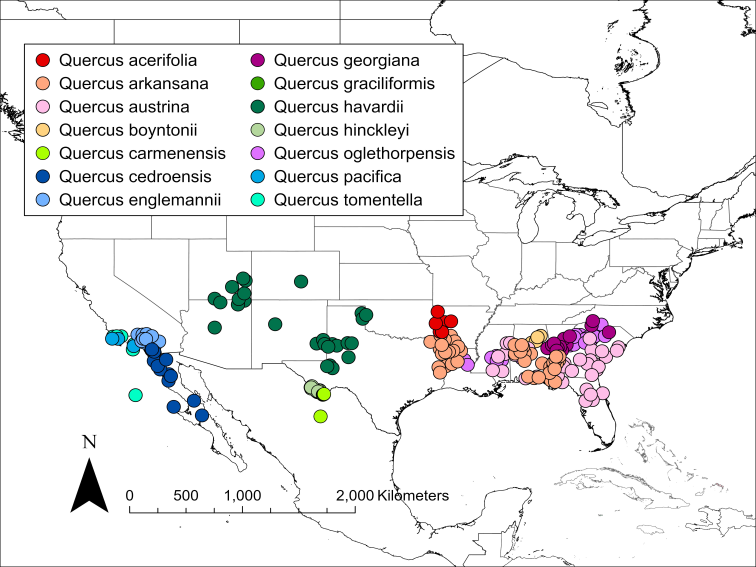 Quercus acerifolia
Quercus arkansana
Quercus austrina
Quercus boyntonii
Quercus carmenensis
Quercus cedroensis
Quercus englemannii
Quercus georgiana
Quercus graciliformis
Quercus havardii
Quercus hinckleyi
Quercus oglethorpensis
Quercus pacifica
Quercus tomentella
N
0 500 1,000 2,000 Kilometers